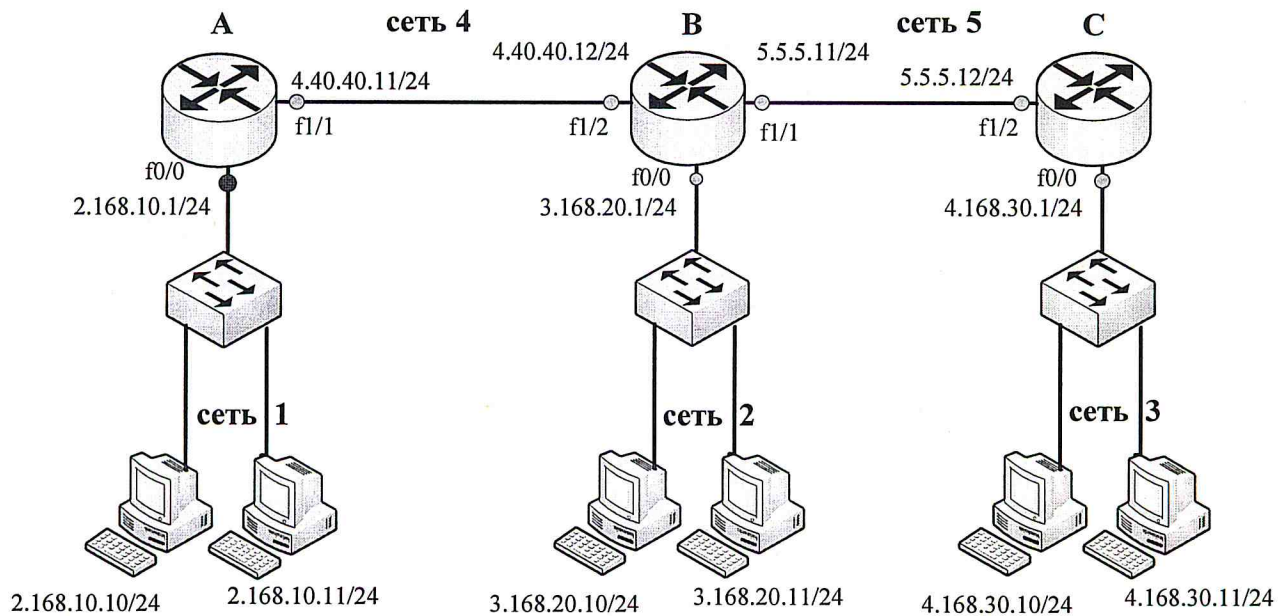 A
сеть 4
B
сеть 5
C
4.40.40.11/24
4.40.40.12/24
5.5.5.11/24
5.5.5.12/24
f1/1
f1/2
f1/1
f1/2
f0/0
f0/0
f0/0
2.168.10.1/24
3.168.20.1/24
4.168.30.1/24
сеть 1
сеть 2
сеть 3
2.168.10.10/24
2.168.10.11/24
3.168.20.10/24
3.168.20.11/24
4.168.30.10/24
4.168.30.11/24